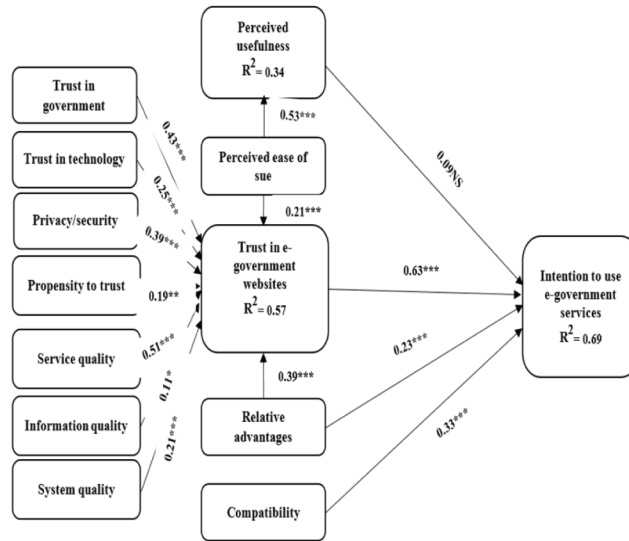 Perceived
usefulness
R² = 0.34
Trust in
government
0.43***
0.53***
Trust in technology
0.25***
Perceived ease of
sue
0.09NS
Privacy/security
0.39***
0.21***
Trust in e-
government
websites
R² = 0.57
0.63***
Intention to use
e-government
services
R² = 0.69
Propensity to trust
0.19**
Service quality
0.51***
0.39***
0.23***
Information quality
0.11*
Relative
advantages
0.33***
System quality
0.21***
Compatibility